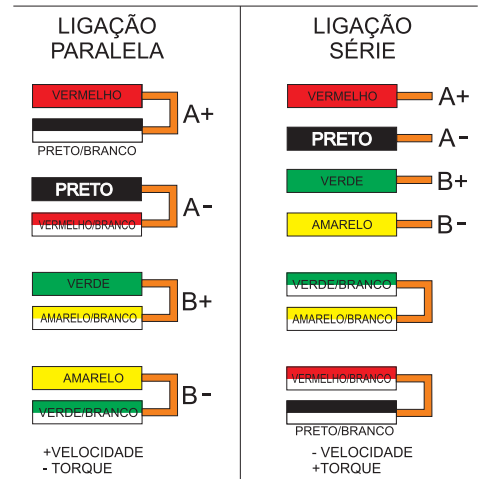 LIGAÇÃO
PARALELA
VERMELHO
A+
PRETO/BRANCO
PRETO
A-
VERMELHO/BRANCO
VERDE
B+
AMARELO/BRANCO
AMARELO
B-
VERDE/BRANCO
+VELOCIDADE
- TORQUE
LIGAÇÃO
SÉRIE
VERMELHO
A+
PRETO
A-
VERDE
B+
AMARELO
B-
VERDE/BRANCO
AMARELO/BRANCO
VERMELHO/BRANCO
PRETO/BRANCO
- VELOCIDADE
+TORQUE